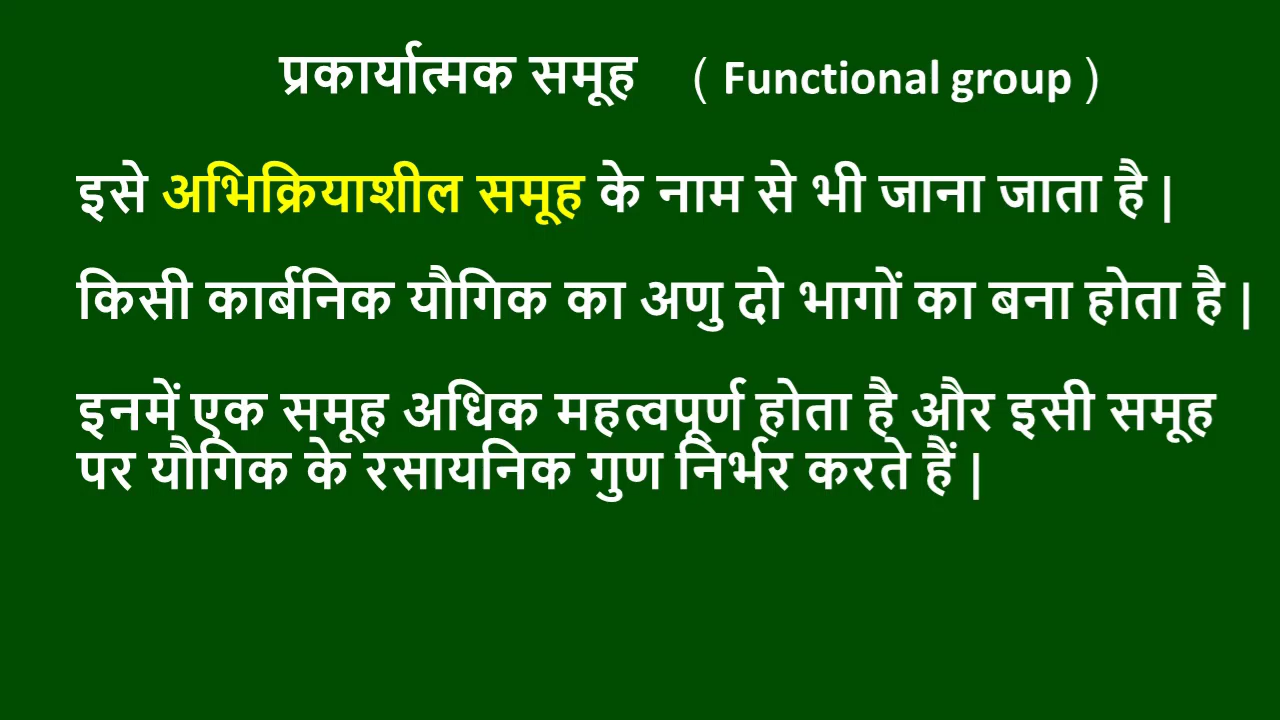 प्रकार्यात्मक समूह ( Functional group )
इसे अभिक्रियाशील समूह के नाम से भी जाना जाता है |
किसी कार्बनिक यौगिक का अणु दो भागों का बना होता है |
इनमें एक समूह अधिक महत्वपूर्ण होता है और इसी समूह
पर यौगिक के रसायनिक गुण निर्भर करते हैं |